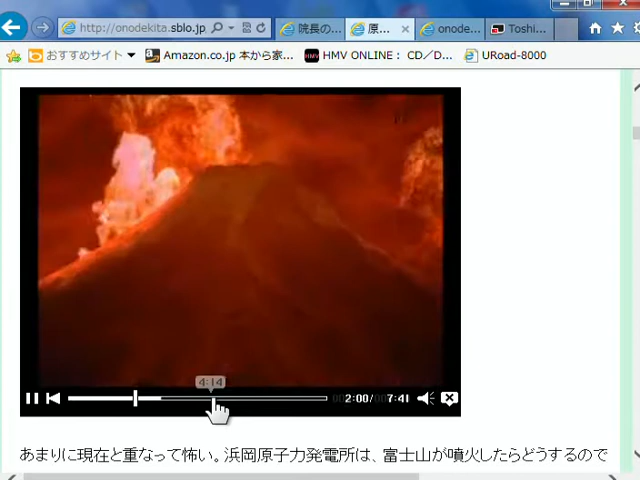 http://onodekita.sblo.jp
院長の...
原...
onode...
Toshi...
おすすめサイト
Amazon.co.jp 本から家...
HMV ONLINE： CD／D...
URoad-8000
4:14
2:00/ 7:41
あまりに現在と重なって怖い。浜岡原子力発電所は、富士山が噴火したらどうするので